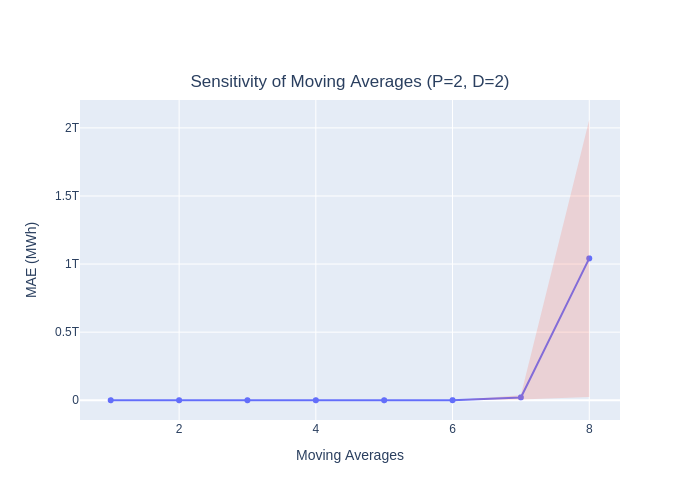 Sensitivity of Moving Averages (P=2, D=2)
2T
1.5T
1T
0.5T
0
MAE (MWh)
2 4 6 8
Moving Averages